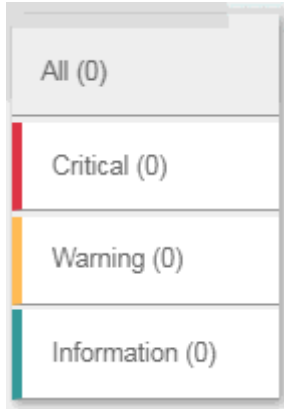 All (0)
Critical (0)
Warning (0)
Information (0)